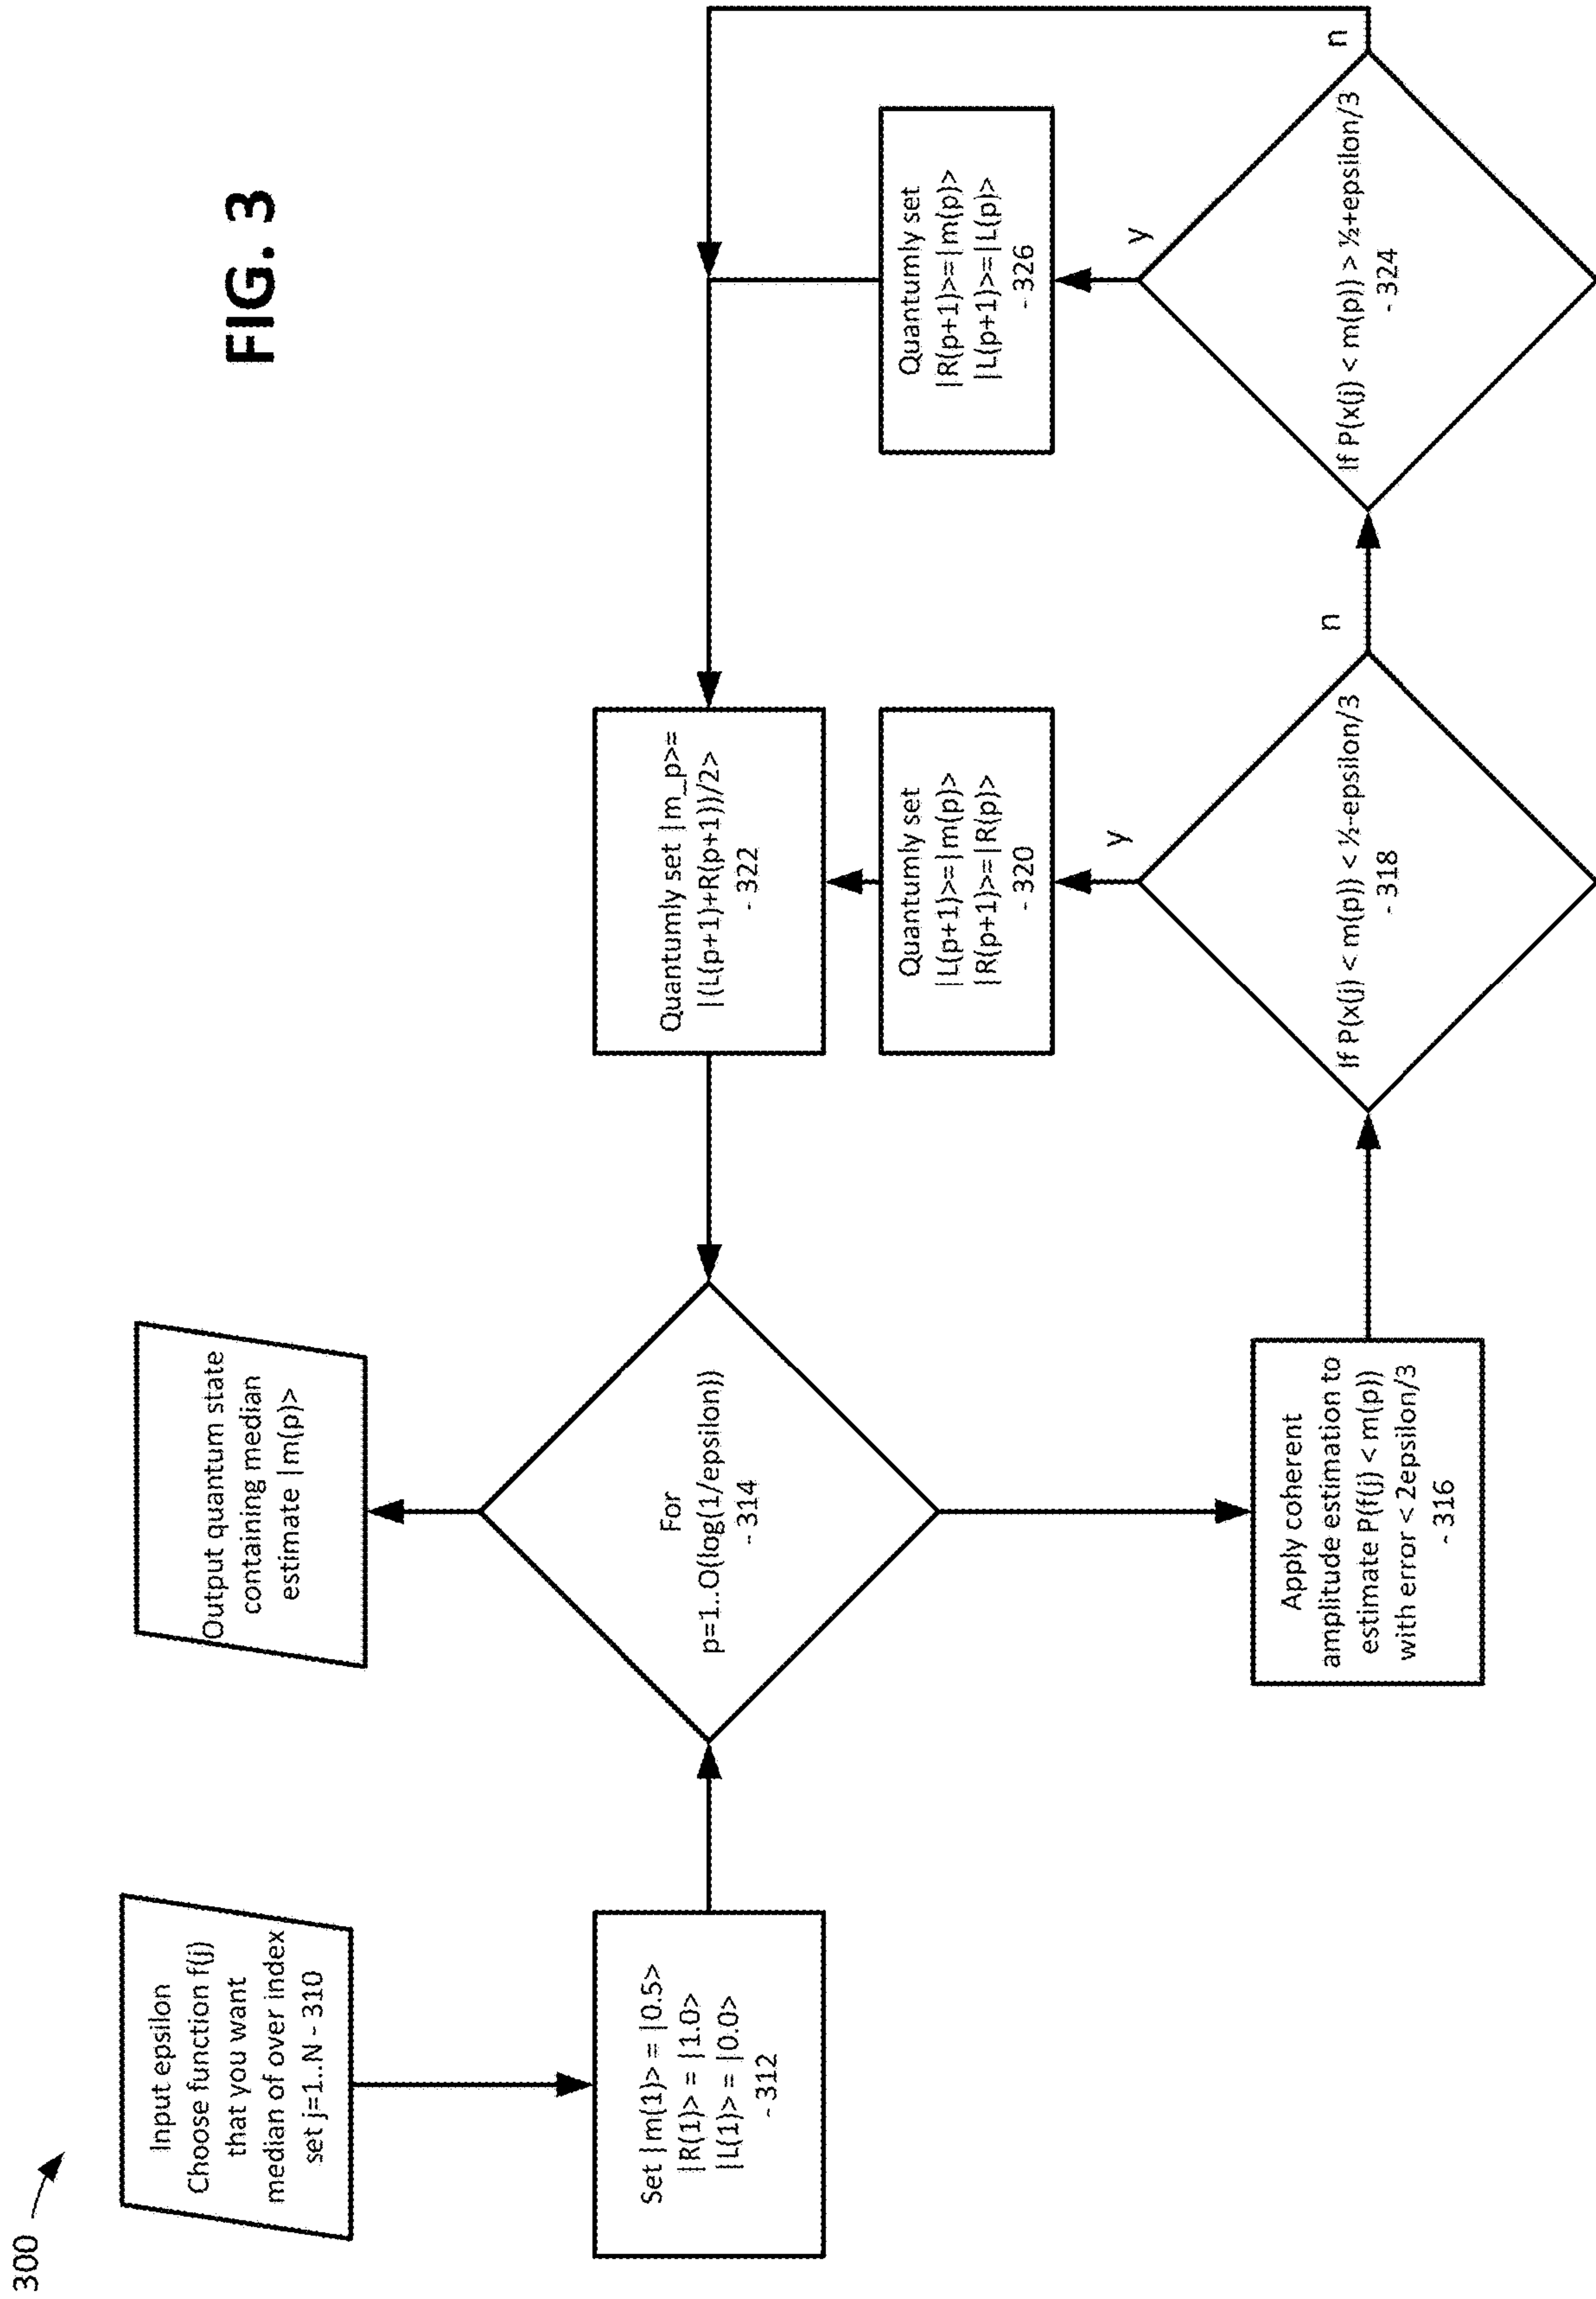 300
FIG. 3
Input epsilon
Choose function f(j)
that you want
median of over index
set j=1..N - 310
Set |m(1)> = |0.5>
|R(1)> = |1.0>
|L(1)> = |0.0>
- 312
For
p=1..O(log(1/epsilon))
- 314
Output quantum state
containing median
estimate |m(p)>
Apply coherent
amplitude estimation to
estimate P(f(j) < m(p))
with error < 2epsilon/3
- 316
If P(x(j) < m(p)) < ½-epsilon/3
- 318
y
n
Quantumly set
|L(p+1)>=|m(p)>
|R(p+1)>=|R(p)>
- 320
Quantumly set |m_p>=
|(L(p+1)+R(p+1))/2>
- 322
If P(x(j) < m(p)) > ½+epsilon/3
- 324
y
n
Quantumly set
|R(p+1)>=|m(p)>
|L(p+1)>=|L(p)>
- 326